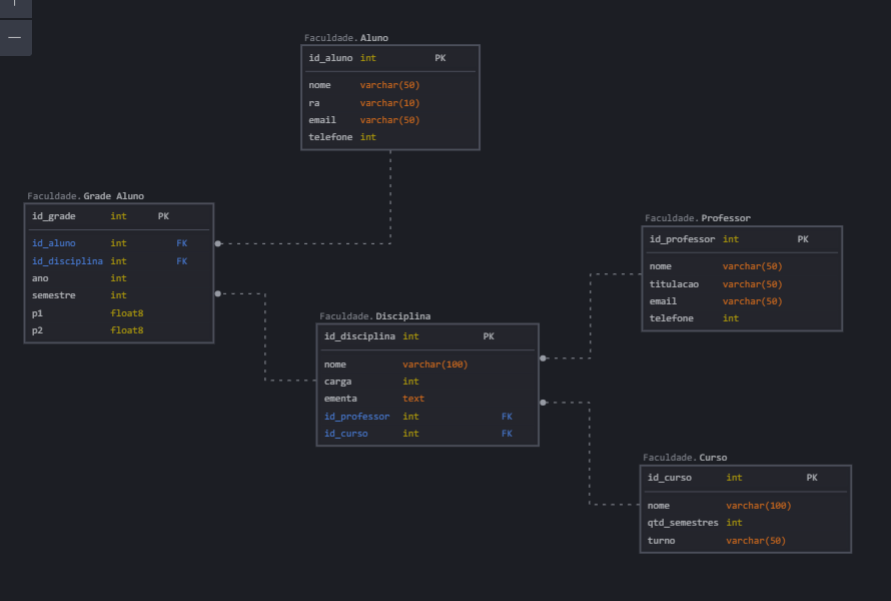 Faculdade. Aluno
id_aluno int PK
nome varchar(50)
ra varchar(10)
email varchar(50)
telefone int
Faculdade. Grade Aluno
id_grade int PK
id_aluno int FK
id_disciplina int FK
ano int
semestre int
p1 float8
p2 float8
Faculdade. Disciplina
id_disciplina int PK
nome varchar(100)
carga int
ementa text
id_professor int FK
id_curso int FK
Faculdade. Professor
id_professor int PK
nome varchar(50)
titulacao varchar(50)
email varchar(50)
telefone int
Faculdade. Curso
id_curso int PK
nome varchar(100)
qtd_semestres int
turno varchar(50)